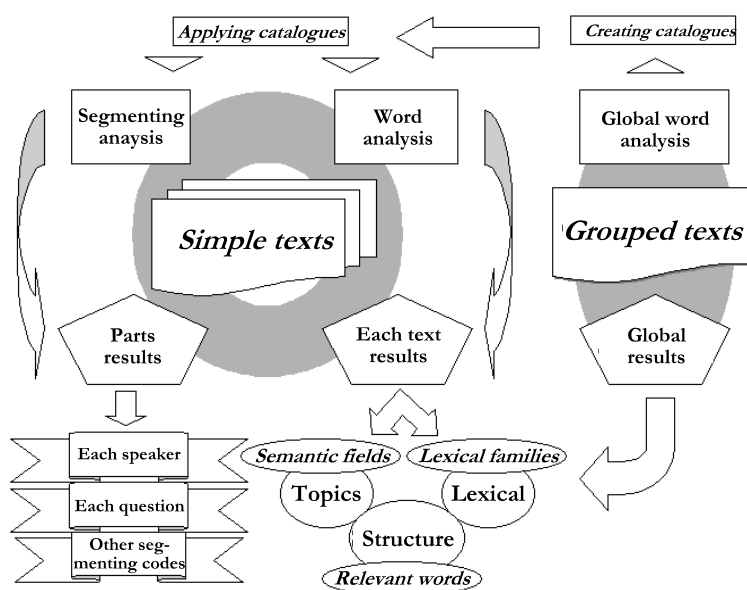 Applying catalogues
Creating catalogues
Segmenting
anaysis
Word
analysis
Global word
analysis
Simple texts
Grouped texts
Parts
results
Each text
results
Global
results
Each speaker
Each question
Other seg-
menting codes
Semantic fields
Lexical families
Topics
Lexical
Structure
Relevant words